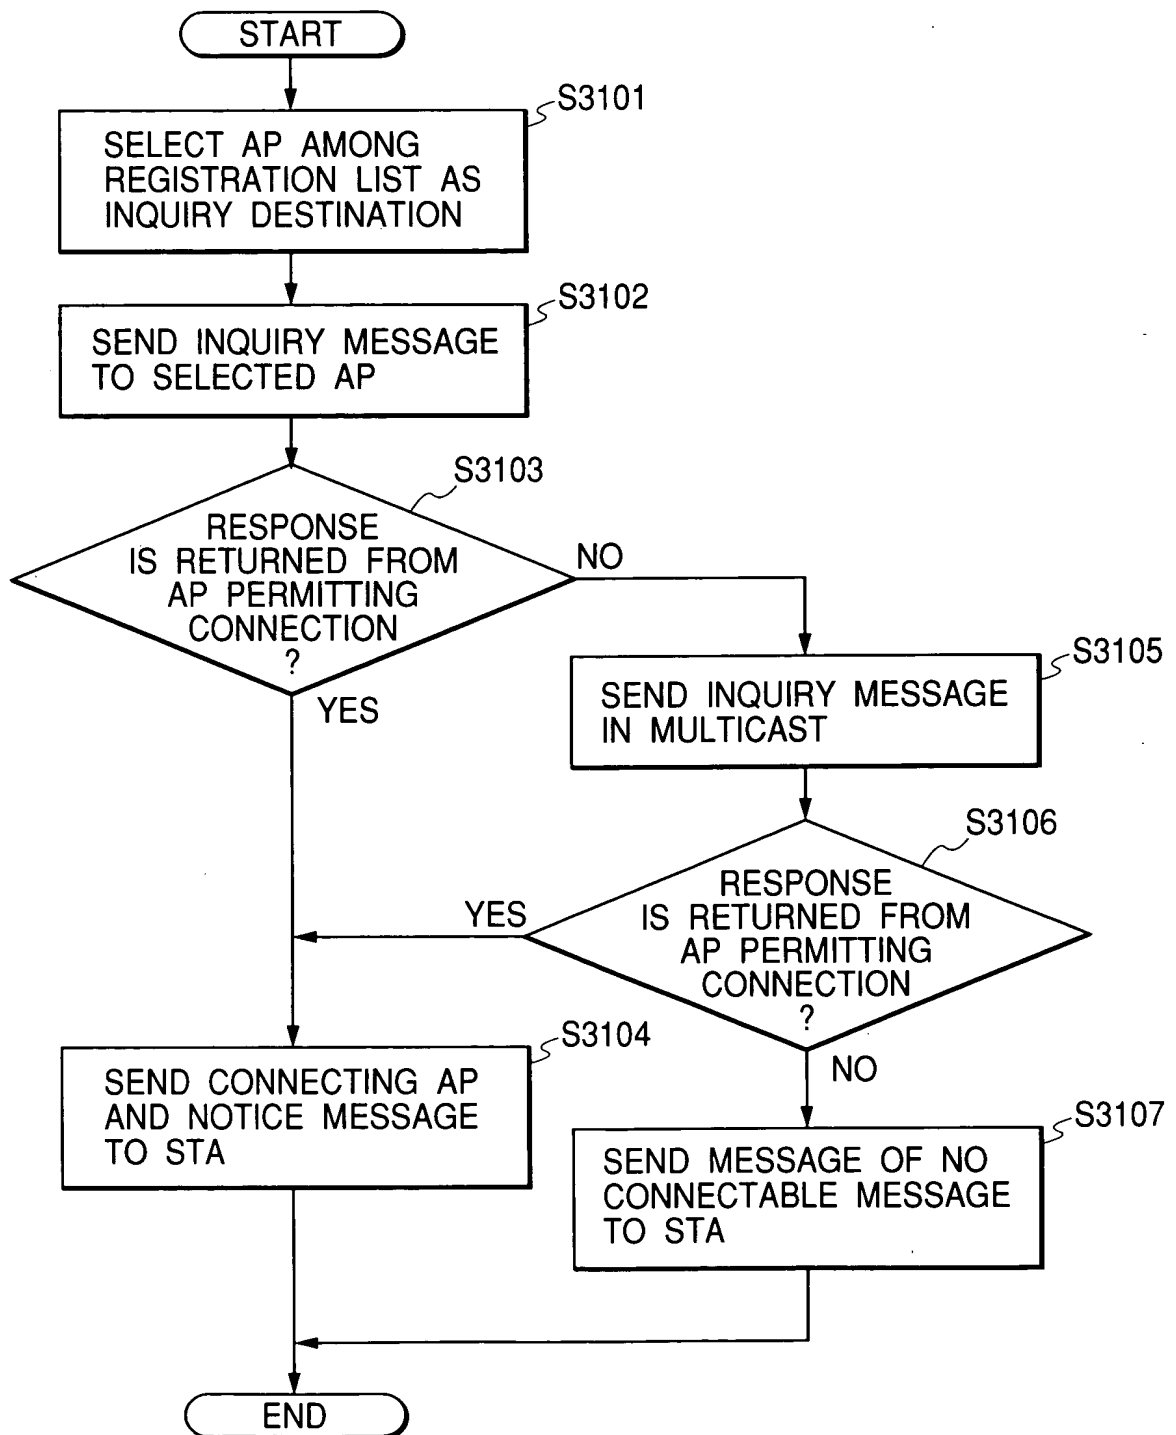 START
S3101
SELECT AP AMONG
REGISTRATION LIST AS
INQUIRY DESTINATION
S3102
SEND INQUIRY MESSAGE
TO SELECTED AP
S3103
RESPONSE
IS RETURNED FROM
AP PERMITTING
CONNECTION
?
NO
YES
S3105
SEND INQUIRY MESSAGE
IN MULTICAST
S3106
RESPONSE
IS RETURNED FROM
AP PERMITTING
CONNECTION
?
YES
NO
S3104
SEND CONNECTING AP
AND NOTICE MESSAGE
TO STA
S3107
SEND MESSAGE OF NO
CONNECTABLE MESSAGE
TO STA
END